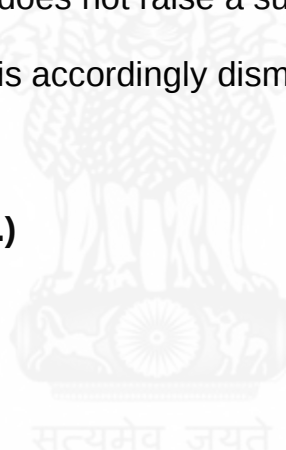 does not raise a su
is accordingly dism
.)
सत्यमेव जयते